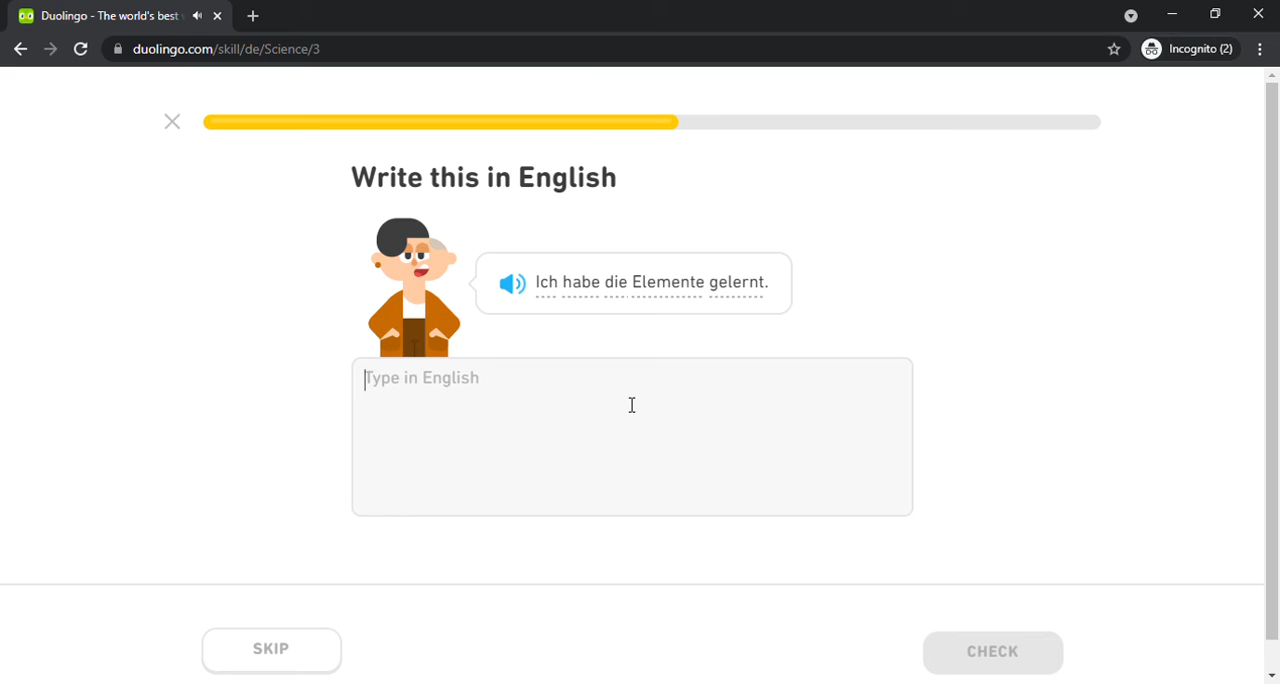 Duolingo - The world's best
duolingo.com/skill/de/Science/3
Incognito (2)
Write this in English
Ich habe die Elemente gelernt.
Type in English
SKIP
CHECK